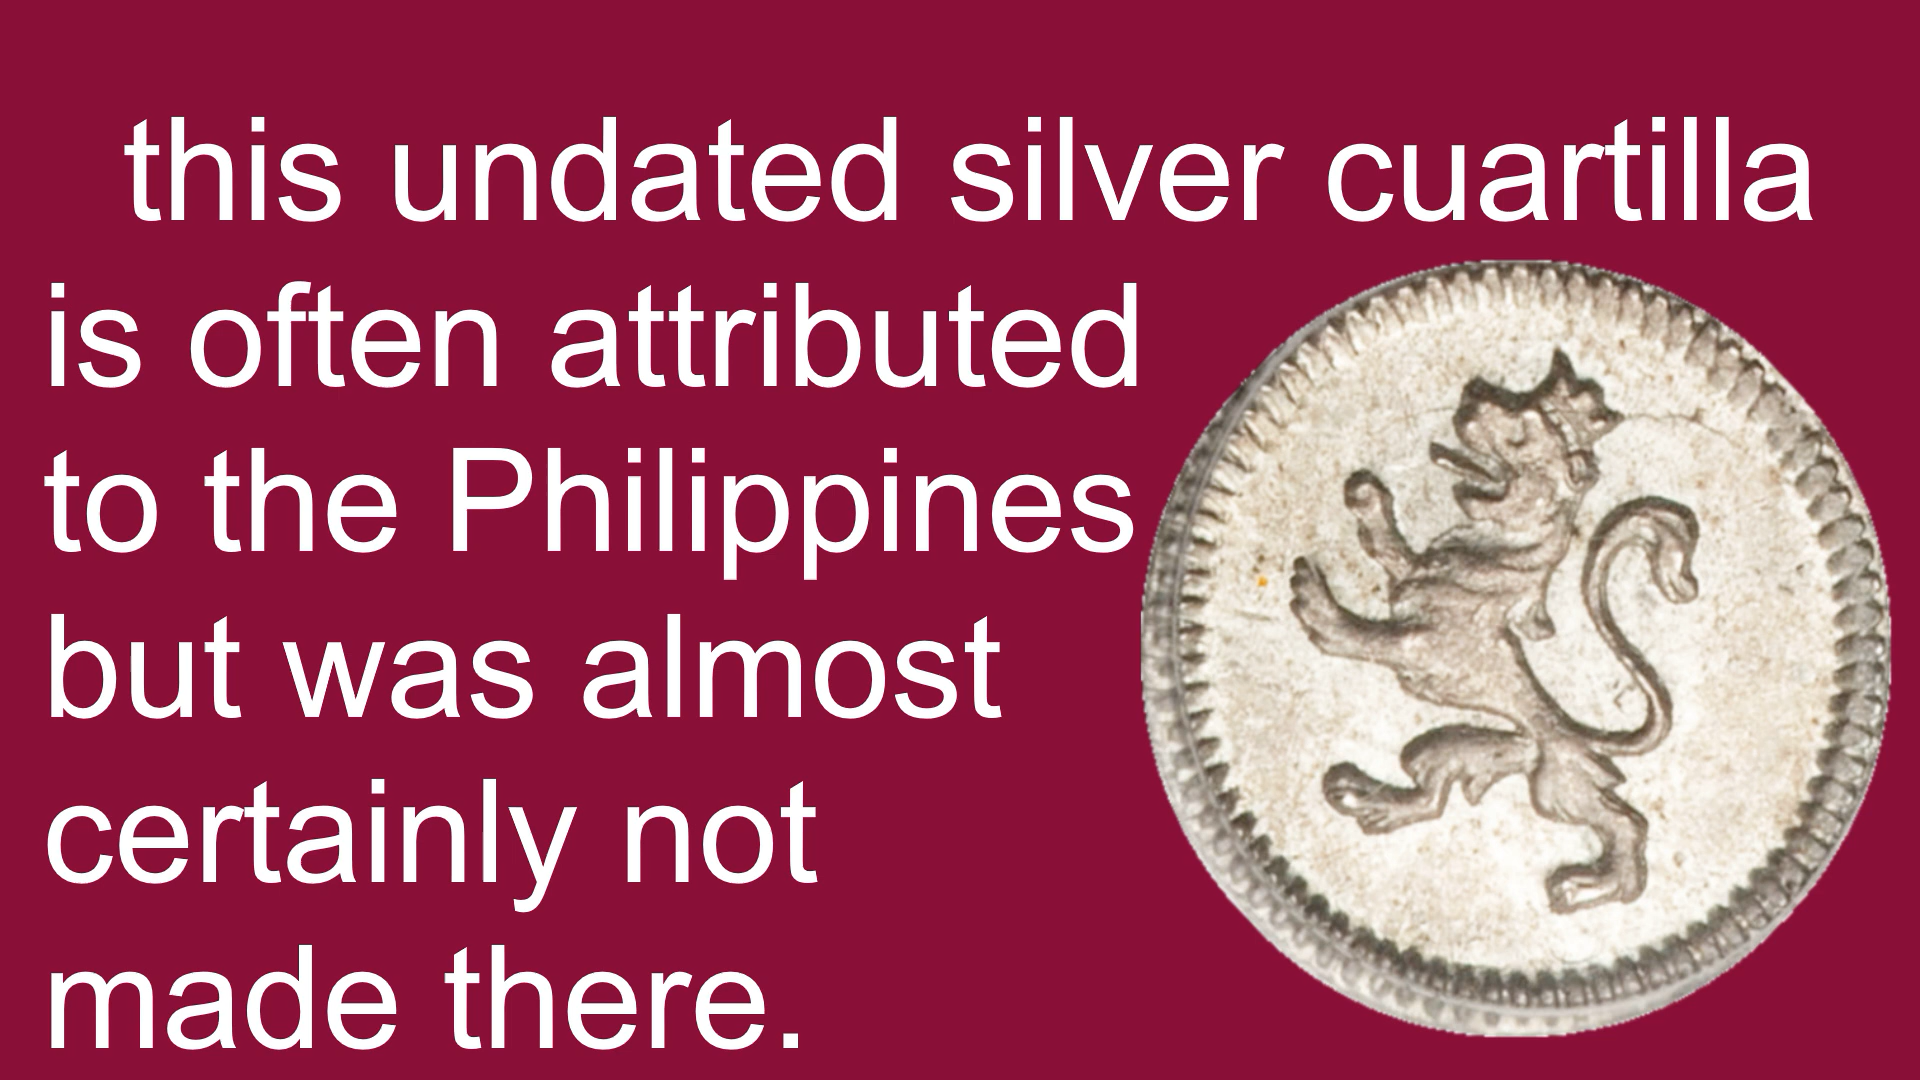 this undated silver cuartilla
is often attributed
to the Philippines
but was almost
certainly not
made there.